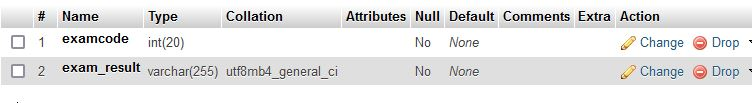 # Name Type Collation Attributes Null Default Comments Extra Action
1 examcode int(20) No None Change Drop
2 exam_result varchar(255) utf8mb4_general_ci No None Change Drop